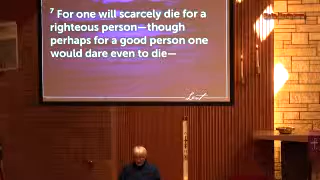 7 For one will scarcely die for a
righteous person—though
perhaps for a good person one
would dare even to die—
Lent